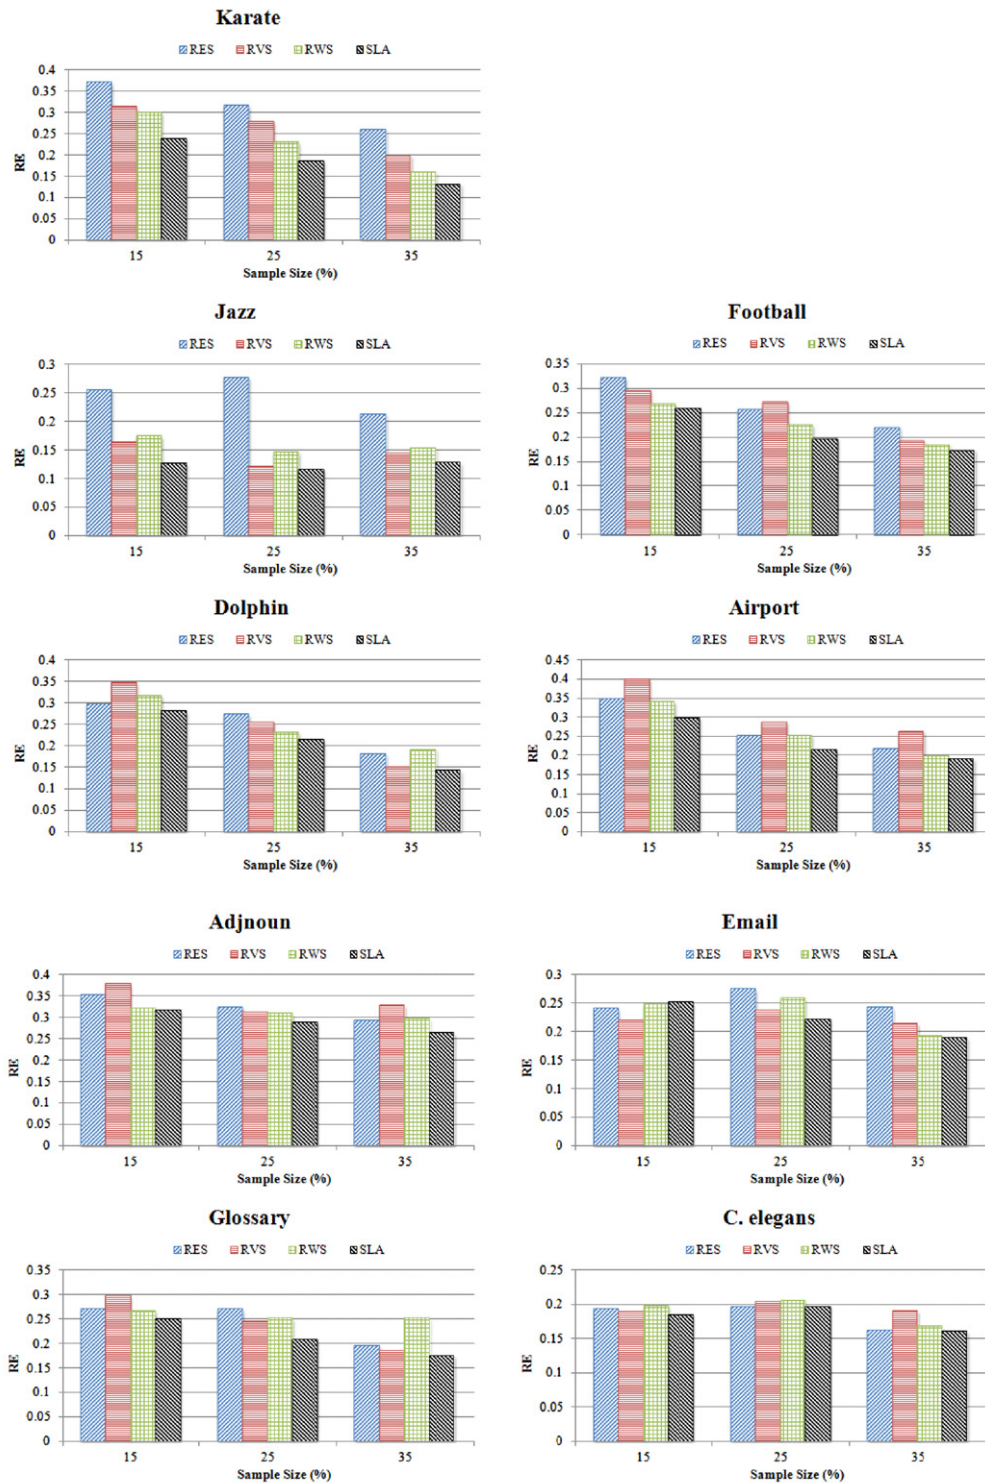 Karate
RES RVS RWS SLA
0.4
0.35
0.3
0.25
0.2
0.15
0.1
0.05
0
RE
15 25 35
Sample Size (%)
Jazz
RES RVS RWS SLA
0.3
0.25
0.2
0.15
0.1
0.05
0
RE
15 25 35
Sample Size (%)
Football
RES RVS RWS SLA
0.35
0.3
0.25
0.2
0.15
0.1
0.05
0
RE
15 25 35
Sample Size (%)
Dolphin
RES RVS RWS SLA
0.4
0.35
0.3
0.25
0.2
0.15
0.1
0.05
0
RE
15 25 35
Sample Size (%)
Airport
RES RVS RWS SLA
0.45
0.4
0.35
0.3
0.25
0.2
0.15
0.1
0.05
0
RE
15 25 35
Sample Size (%)
Adjnoun
RES RVS RWS SLA
0.4
0.35
0.3
0.25
0.2
0.15
0.1
0.05
0
RE
15 25 35
Sample Size (%)
Email
RES RVS RWS SLA
0.3
0.25
0.2
0.15
0.1
0.05
0
RE
15 25 35
Sample Size (%)
Glossary
RES RVS RWS SLA
0.35
0.3
0.25
0.2
0.15
0.1
0.05
0
RE
15 25 35
Sample Size (%)
C. elegans
RES RVS RWS SLA
0.25
0.2
0.15
0.1
0.05
0
RE
15 25 35
Sample Size (%)